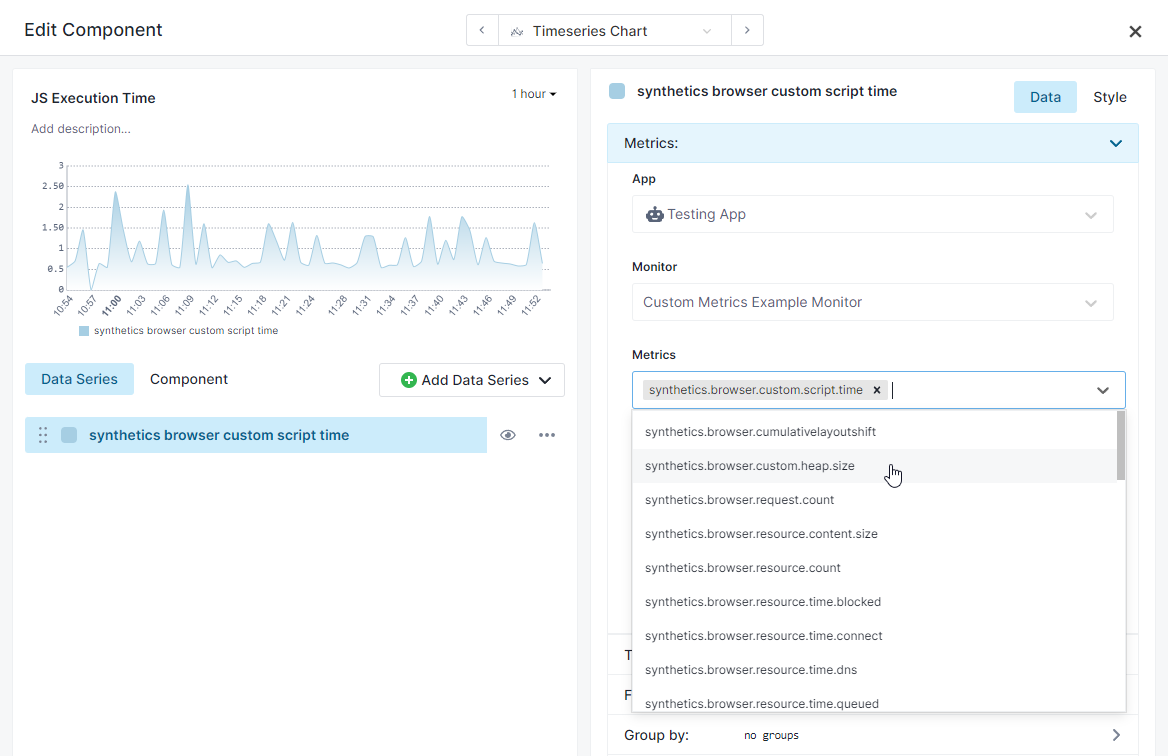 Edit Component
Timeseries Chart
JS Execution Time
1 hour
Add description...
3
2.50
2
1.50
1
0.5
0
10:54
10:57
11:00
11:03
11:06
11:09
11:12
11:15
11:18
11:21
11:24
11:28
11:31
11:34
11:37
11:40
11:43
11:46
11:49
11:52
synthetics browser custom script time
Data Series
Component
Add Data Series
synthetics browser custom script time
synthetics browser custom script time
Data
Style
Metrics:
App
Testing App
Monitor
Custom Metrics Example Monitor
Metrics
synthetics.browser.custom.script.time
synthetics.browser.cumulativelayoutshift
synthetics.browser.custom.heap.size
synthetics.browser.request.count
synthetics.browser.resource.content.size
synthetics.browser.resource.count
synthetics.browser.resource.time.blocked
synthetics.browser.resource.time.connect
synthetics.browser.resource.time.dns
synthetics.browser.resource.time.queued
T
F
Group by: no groups